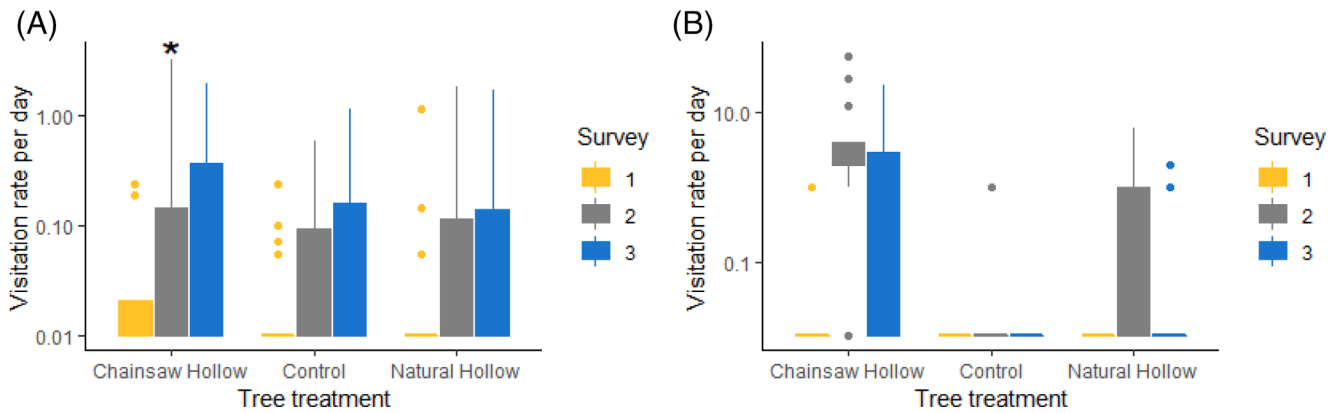 (A)
*
Visitation rate per day
1.00
0.10
0.01
Chainsaw Hollow Control Natural Hollow
Tree treatment
Survey
1
2
3
(B)
Visitation rate per day
10.0
0.1
Chainsaw Hollow Control Natural Hollow
Tree treatment
Survey
1
2
3